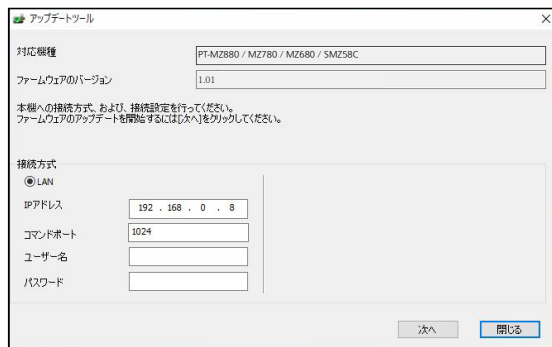 アップデートツール
対応機種
PT-MZ880 / MZ780 / MZ680 / SMZ58C
ファームウェアのバージョン
1.01
本機への接続方式、および、接続設定を行ってください。
ファームウェアのアップデートを開始するには[次へ]をクリックしてください。
接続方式
LAN
IPアドレス
192 . 168 . 0 . 8
コマンドポート
1024
ユーザー名
パスワード
次へ
閉じる